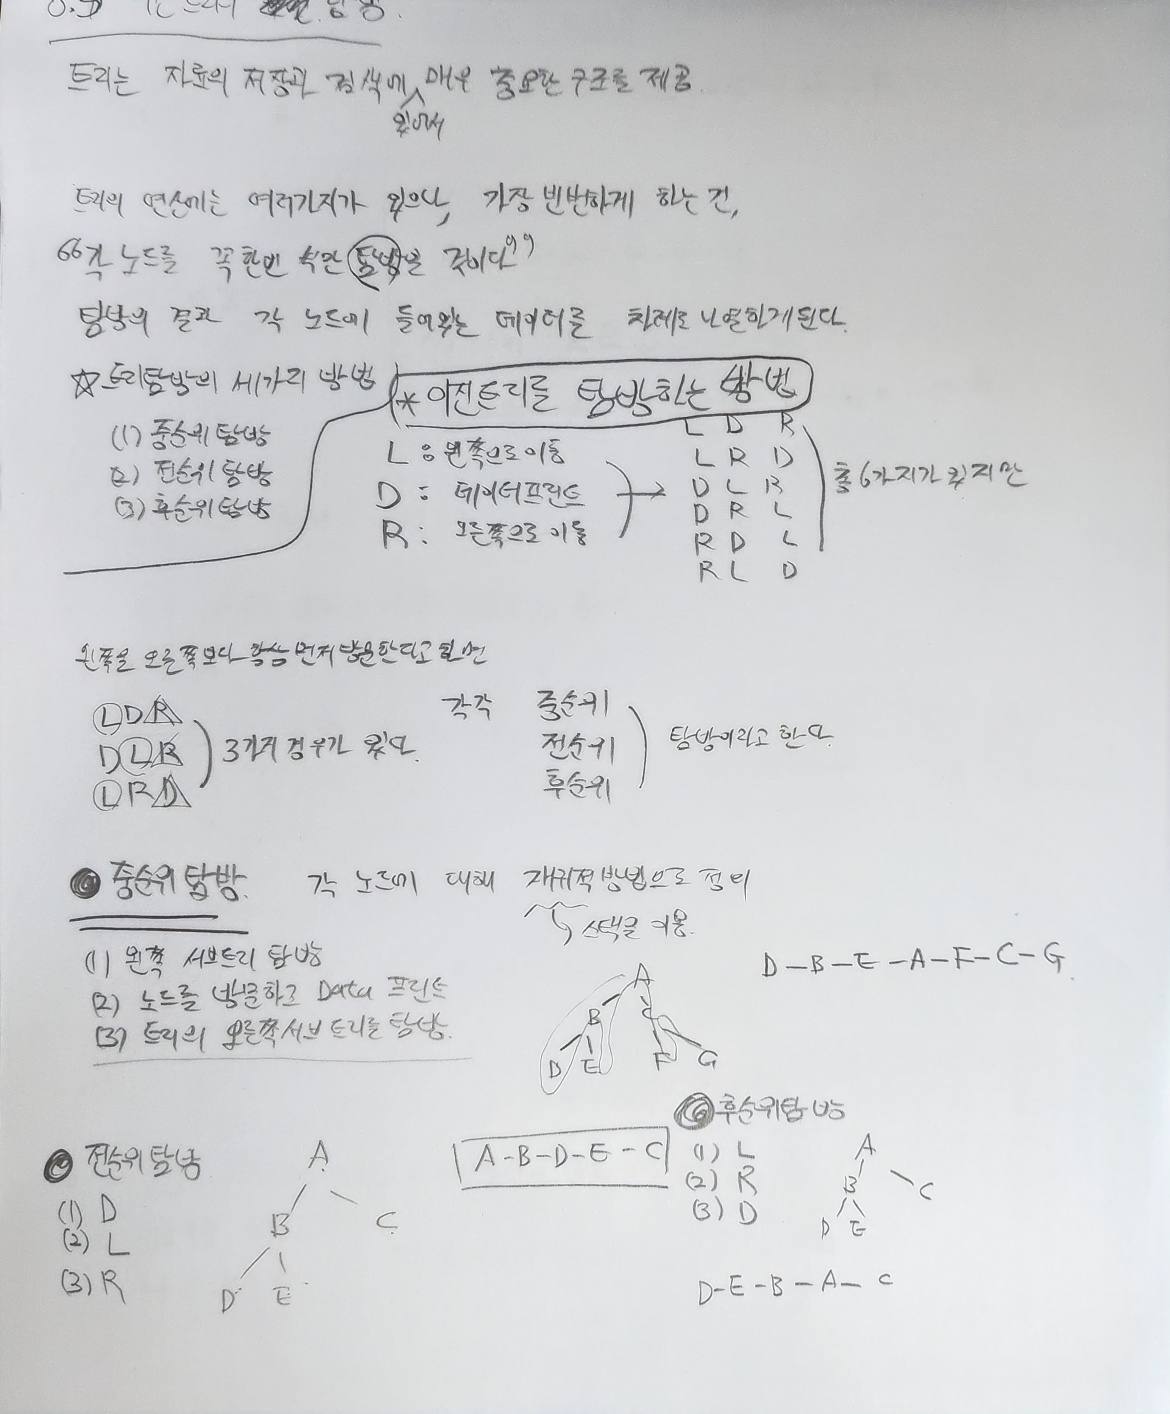 트리는 자료의 저장과 검색에 매우 중요한 구조를 제공.
있어서
트리의 연산에는 여러가지가 있으나, 가장 빈번하게 하는 건,
"각 노드를 꼭 한번 씩만 탐방을 것이다"
탐방의 결과 각 노드에 들어있는 데이터를 차례로 나열하게된다.
☆트리탐방의 세가지 방법
(1) 중순위 탐방
(2) 전순위 탐방
(3) 후순위 탐방
* 이진트리를 탐방하는 방법
L : 왼쪽으로 이동
D : 데이터프린트
R : 오른쪽으로 이동
L D R
L R D
D L R
D R L
R D L
R L D
총 6가지가 있지만
왼쪽을 오른쪽보다 항상 먼저 방문한다고 하면
L D R
D L R
L R D
3가지 경우가 있다.
각각 중순위
전순위
후순위
탐방이라고 한다.
중순위 탐방. 각 노드에 대해 재귀적방법으로 정의
스택을 이용.
(1) 왼쪽 서브트리 탐방
(2) 노드를 방문하고 Data 프린트
(3) 트리의 오른쪽 서브 트리를 탐방.
A
B C
D E F G
D-B-E-A-F-C-G
전순위 탐방
(1) D
(2) L
(3) R
A
B C
D E
A-B-D-E-C
후순위탐방
(1) L
(2) R
(3) D
A
B C
D E
D-E-B-A-C